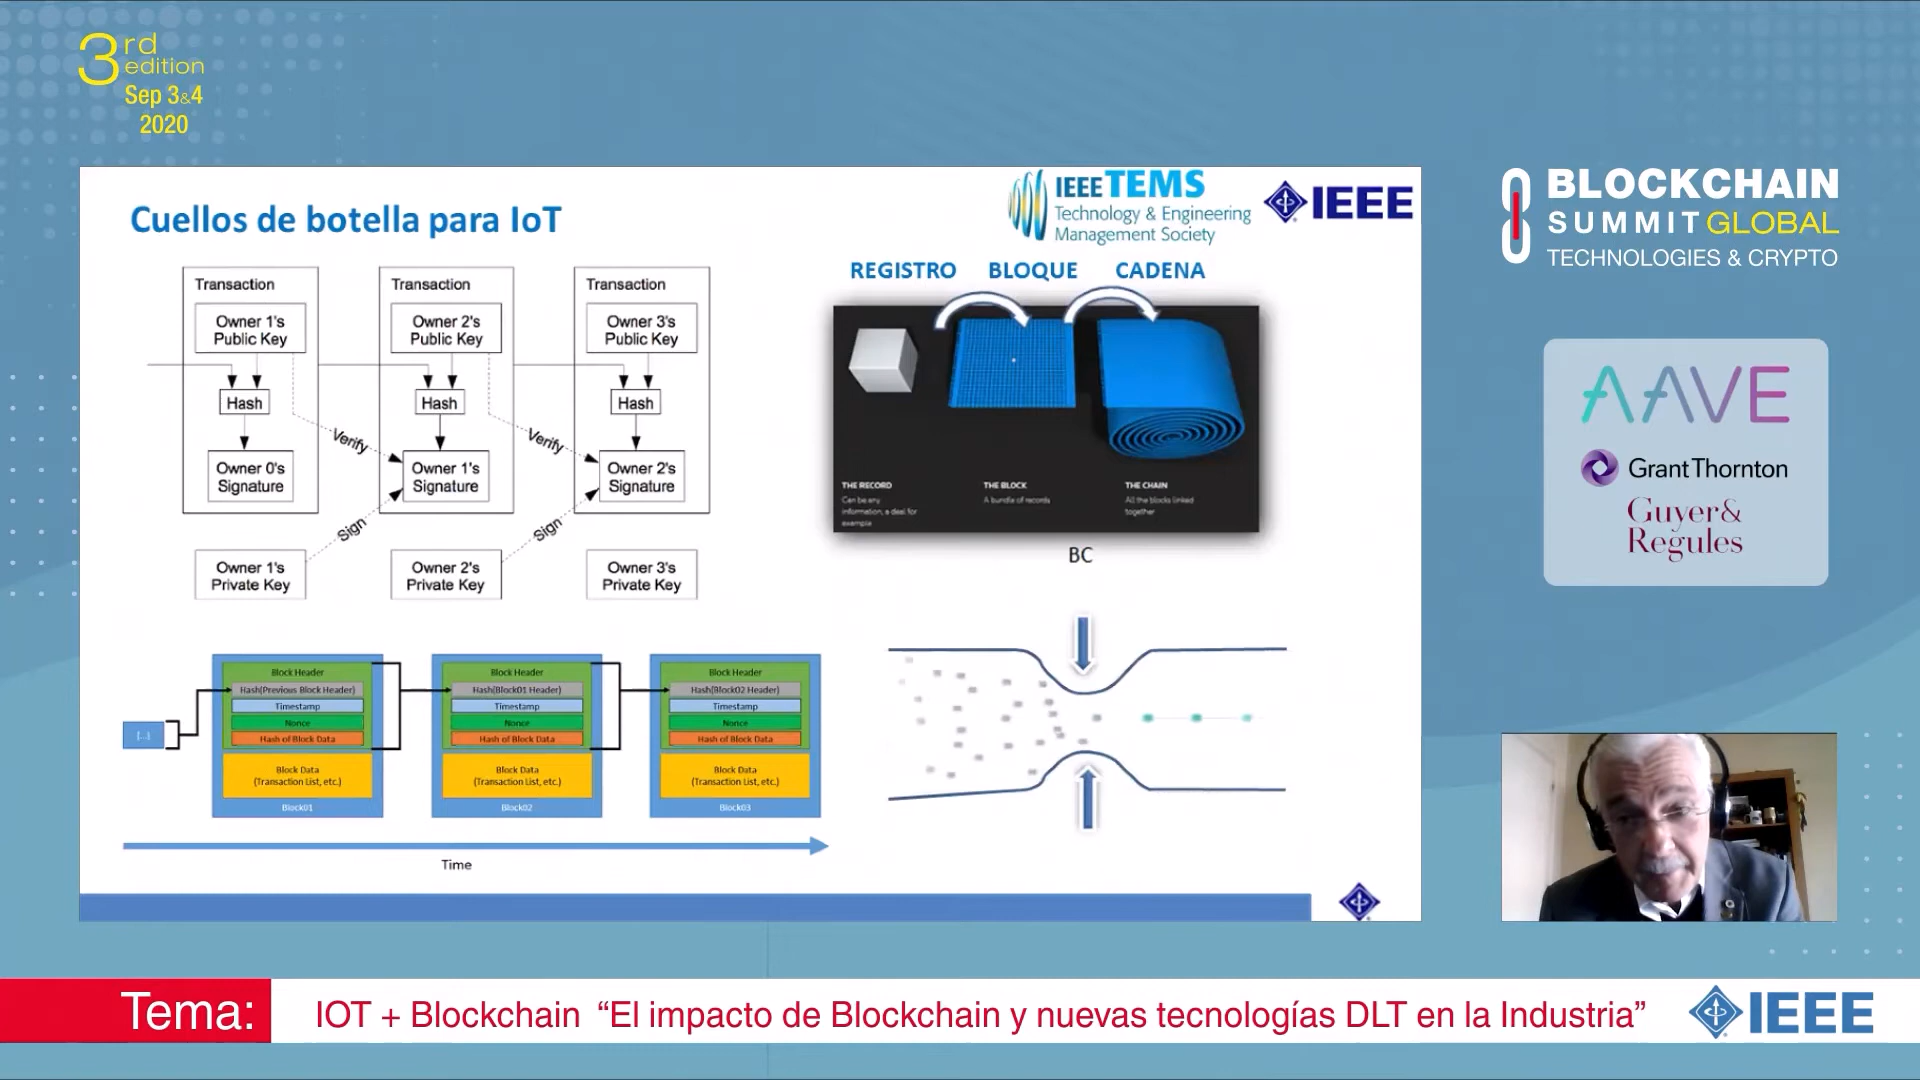 3rd
edition
Sep 3&4
2020
BLOCKCHAIN
SUMMIT GLOBAL
TECHNOLOGIES & CRYPTO
AAVE
Grant Thornton
Guyer&
Regules
Cuellos de botella para IoT
IEEE TEMS
Technology & Engineering
Management Society
IEEE
Transaction
Owner 1's
Public Key
Hash
Owner 0's
Signature
Owner 1's
Private Key
Verify
Sign
Transaction
Owner 2's
Public Key
Hash
Owner 1's
Signature
Owner 2's
Private Key
Verify
Sign
Transaction
Owner 3's
Public Key
Hash
Owner 2's
Signature
Owner 3's
Private Key
REGISTRO BLOQUE CADENA
THE RECORD
Can be any
information, a deal for
example
THE BLOCK
A bundle of records
THE CHAIN
All the blocks linked
together
BC
[...]
Block Header
Hash(Previous Block Header)
Timestamp
Nonce
Hash of Block Data
Block Data
(Transaction List, etc.)
Block01
Block Header
Hash(Block01 Header)
Timestamp
Nonce
Hash of Block Data
Block Data
(Transaction List, etc.)
Block02
Block Header
Hash(Block02 Header)
Timestamp
Nonce
Hash of Block Data
Block Data
(Transaction List, etc.)
Block03
Time
Tema:
IOT + Blockchain “El impacto de Blockchain y nuevas tecnologías DLT en la Industria”
IEEE